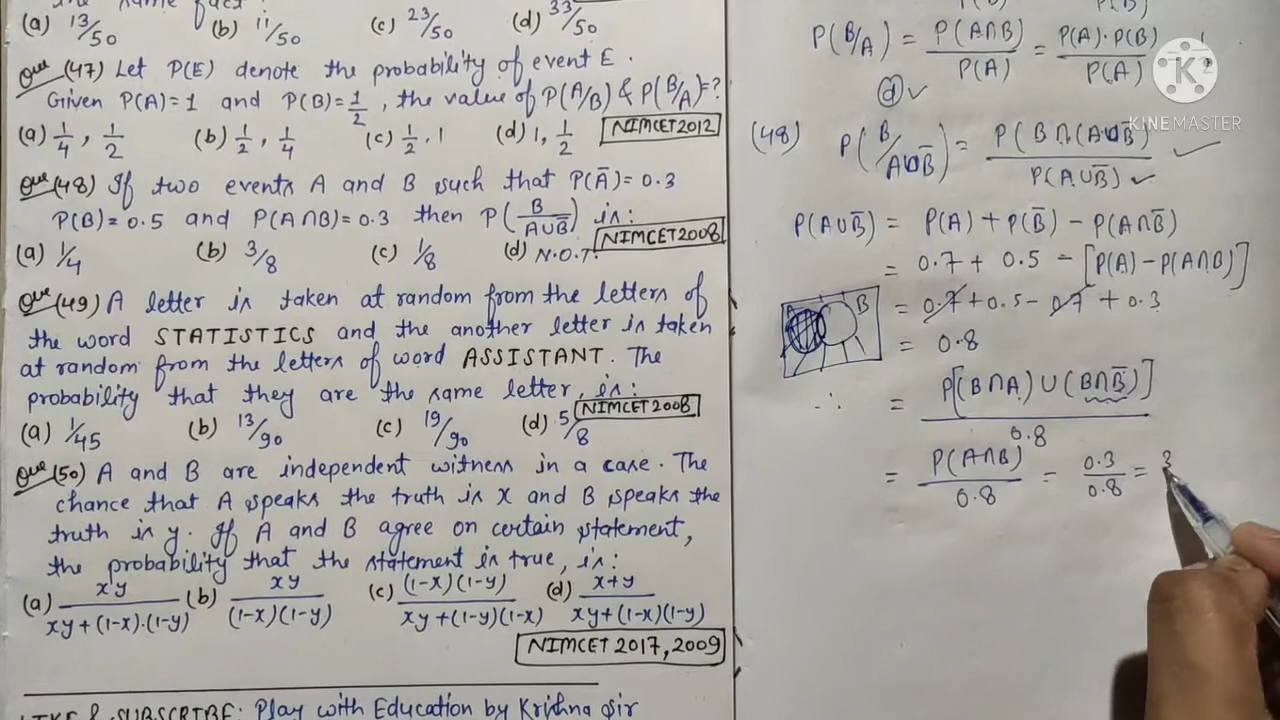 (a) 13/50 (b) 11/50 (c) 23/50 (d) 33/50
Que (47) Let P(E) denote the probability of event E.
Given P(A)=1 and P(B)=1/2, the value of P(A/B) & P(B/A)=?
(a) 1/4, 1/2 (b) 1/2, 1/4 (c) 1/2, 1 (d) 1, 1/2 NIMCET 2012
Que (48) If two events A and B such that P(A̅)=0.3
P(B)=0.5 and P(A∩B)=0.3 then P(B/A∪B̅) is:
NIMCET 2008
(a) 1/4 (b) 3/8 (c) 1/8 (d) N.O.T.
Que (49) A letter is taken at random from the letters of
the word STATISTICS and the another letter is taken
at random from the letters of word ASSISTANT. The
probability that they are the same letter, is:
NIMCET 2008
(a) 1/45 (b) 13/90 (c) 19/90 (d) 5/8
Que (50) A and B are independent witness in a case. The
chance that A speaks the truth is x and B speaks the
truth is y. If A and B agree on certain statement,
the probability that the statement is true, is:
(a) xy/xy+(1-x).(1-y) (b) xy/(1-x)(1-y) (c) (1-x)(1-y)/xy+(1-y)(1-x) (d) x+y/xy+(1-x)(1-y)
NIMCET 2017, 2009
LIKE & SUBSCRIBE: Play with Education by Krishna Sir
P(B/A) = P(A∩B)/P(A) = P(A).P(B)/P(A)
(d) ✓
K
KINEMASTER
(48) P(B/A∪B̅) = P(B∩(A∪B̅)/P(A∪B̅) ✓
P(A∪B̅) = P(A) + P(B̅) - P(A∩B̅)
= 0.7 + 0.5 - [P(A) - P(A∩B)]
B
= 0.7 + 0.5 - 0.7 + 0.3
= 0.8
∴ = P[(B∩A) ∪ (B∩B̅)]/0.8
= P(A∩B)/0.8 = 0.3/0.8 =